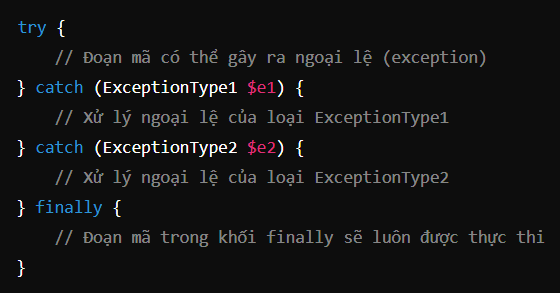 try {
    // Đoạn mã có thể gây ra ngoại lệ (exception)
} catch (ExceptionType1 $e1) {
    // Xử lý ngoại lệ của loại ExceptionType1
} catch (ExceptionType2 $e2) {
    // Xử lý ngoại lệ của loại ExceptionType2
} finally {
    // Đoạn mã trong khối finally sẽ luôn được thực thi
}